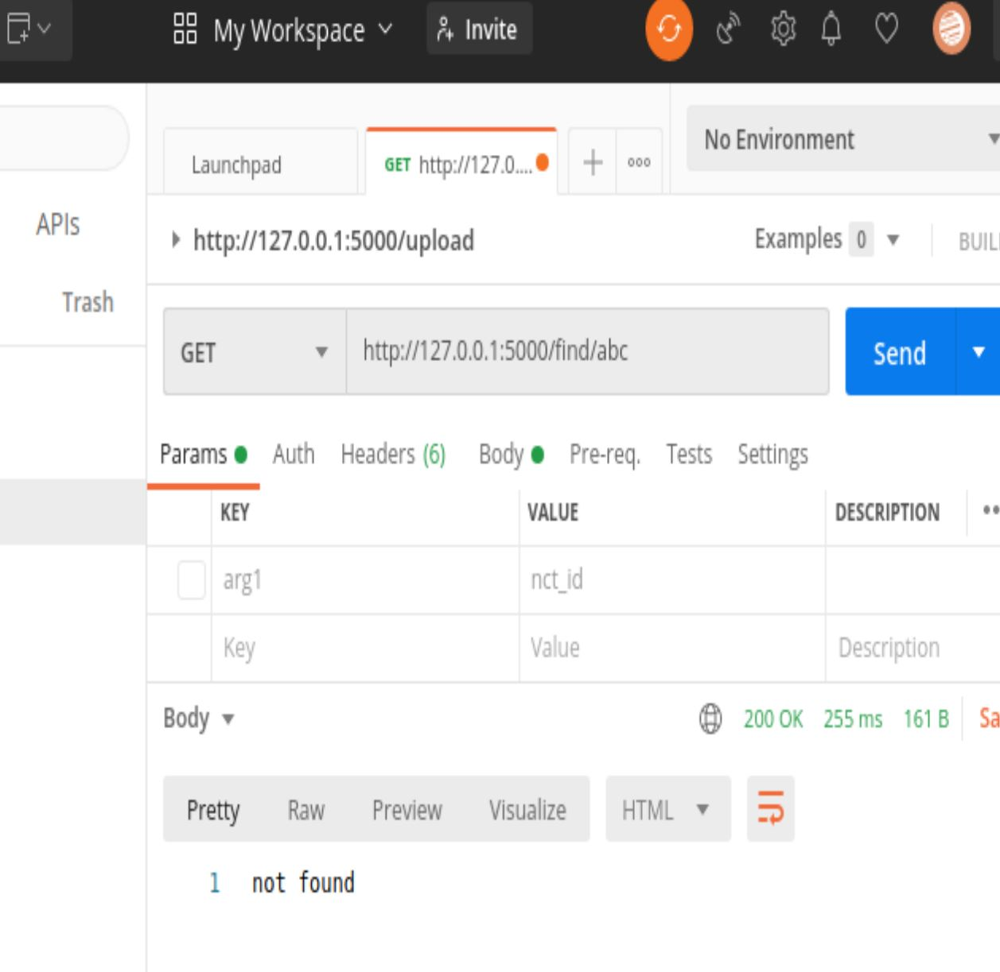 My Workspace Invite
No Environment
Launchpad GET http://127.0....
APIs
http://127.0.0.1:5000/upload Examples 0
Trash
GET http://127.0.0.1:5000/find/abc Send
Params Auth Headers (6) Body Pre-req. Tests Settings
KEY VALUE DESCRIPTION
arg1 nct_id
Key Value Description
Body 200 OK 255 ms 161 B
Pretty Raw Preview Visualize HTML
1 not found